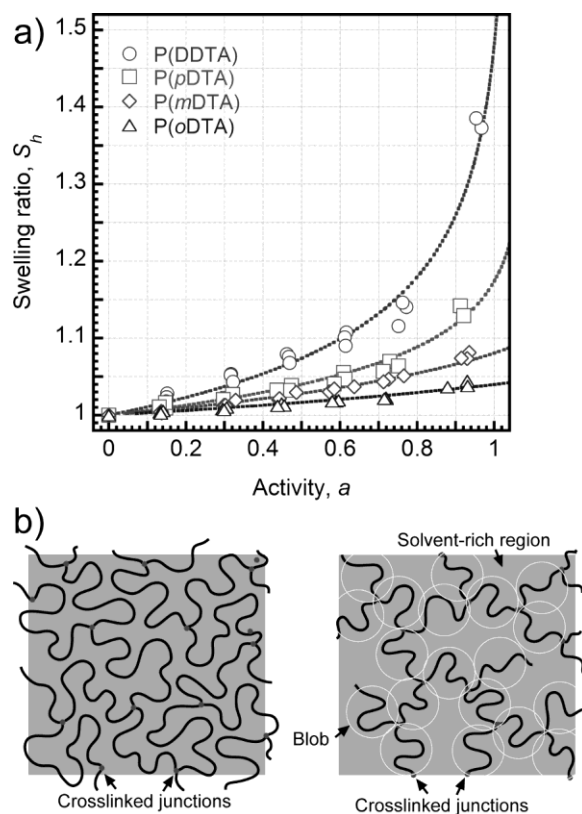 a)
1.5
1.4
1.3
1.2
1.1
1
Swelling ratio, Sₕ
P(DDTA)
P(pDTA)
P(mDTA)
P(oDTA)
0 0.2 0.4 0.6 0.8 1
Activity, a
b)
Solvent-rich region
Blob
Crosslinked junctions
Crosslinked junctions